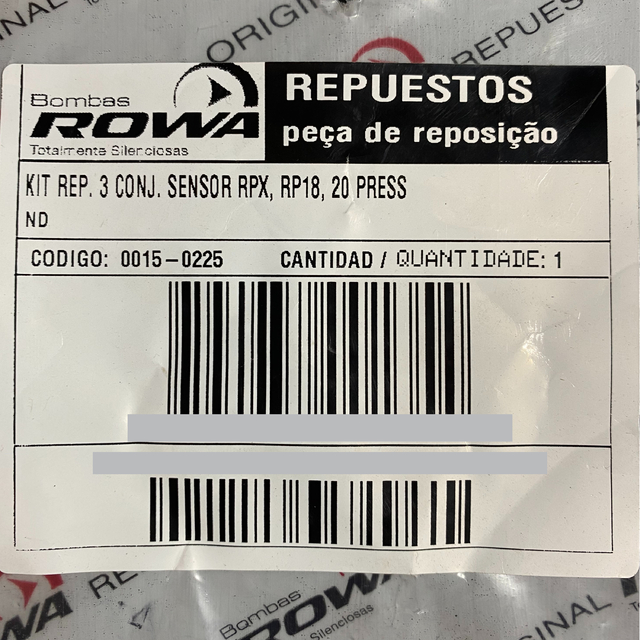 ORIGINAL
REPUES
Bombas
ROWA
Totalmente Silenciosas
REPUESTOS
peça de reposição
KIT REP. 3 CONJ. SENSOR RPX, RP18, 20 PRESS
ND
CODIGO: 0015-0225
CANTIDAD / QUANTIDADE: 1
ORIGINAL
REPUESTOS
Bombas
ROWA